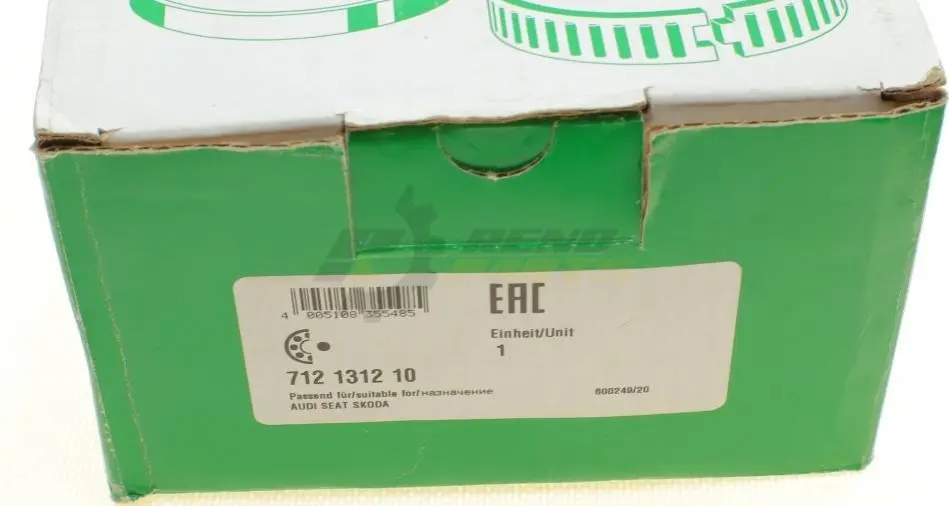 EAC
4 005108 355485
Einheit/Unit
1
712 1312 10
Passend für/suitable for/назначение
600249/20
AUDI SEAT SKODA